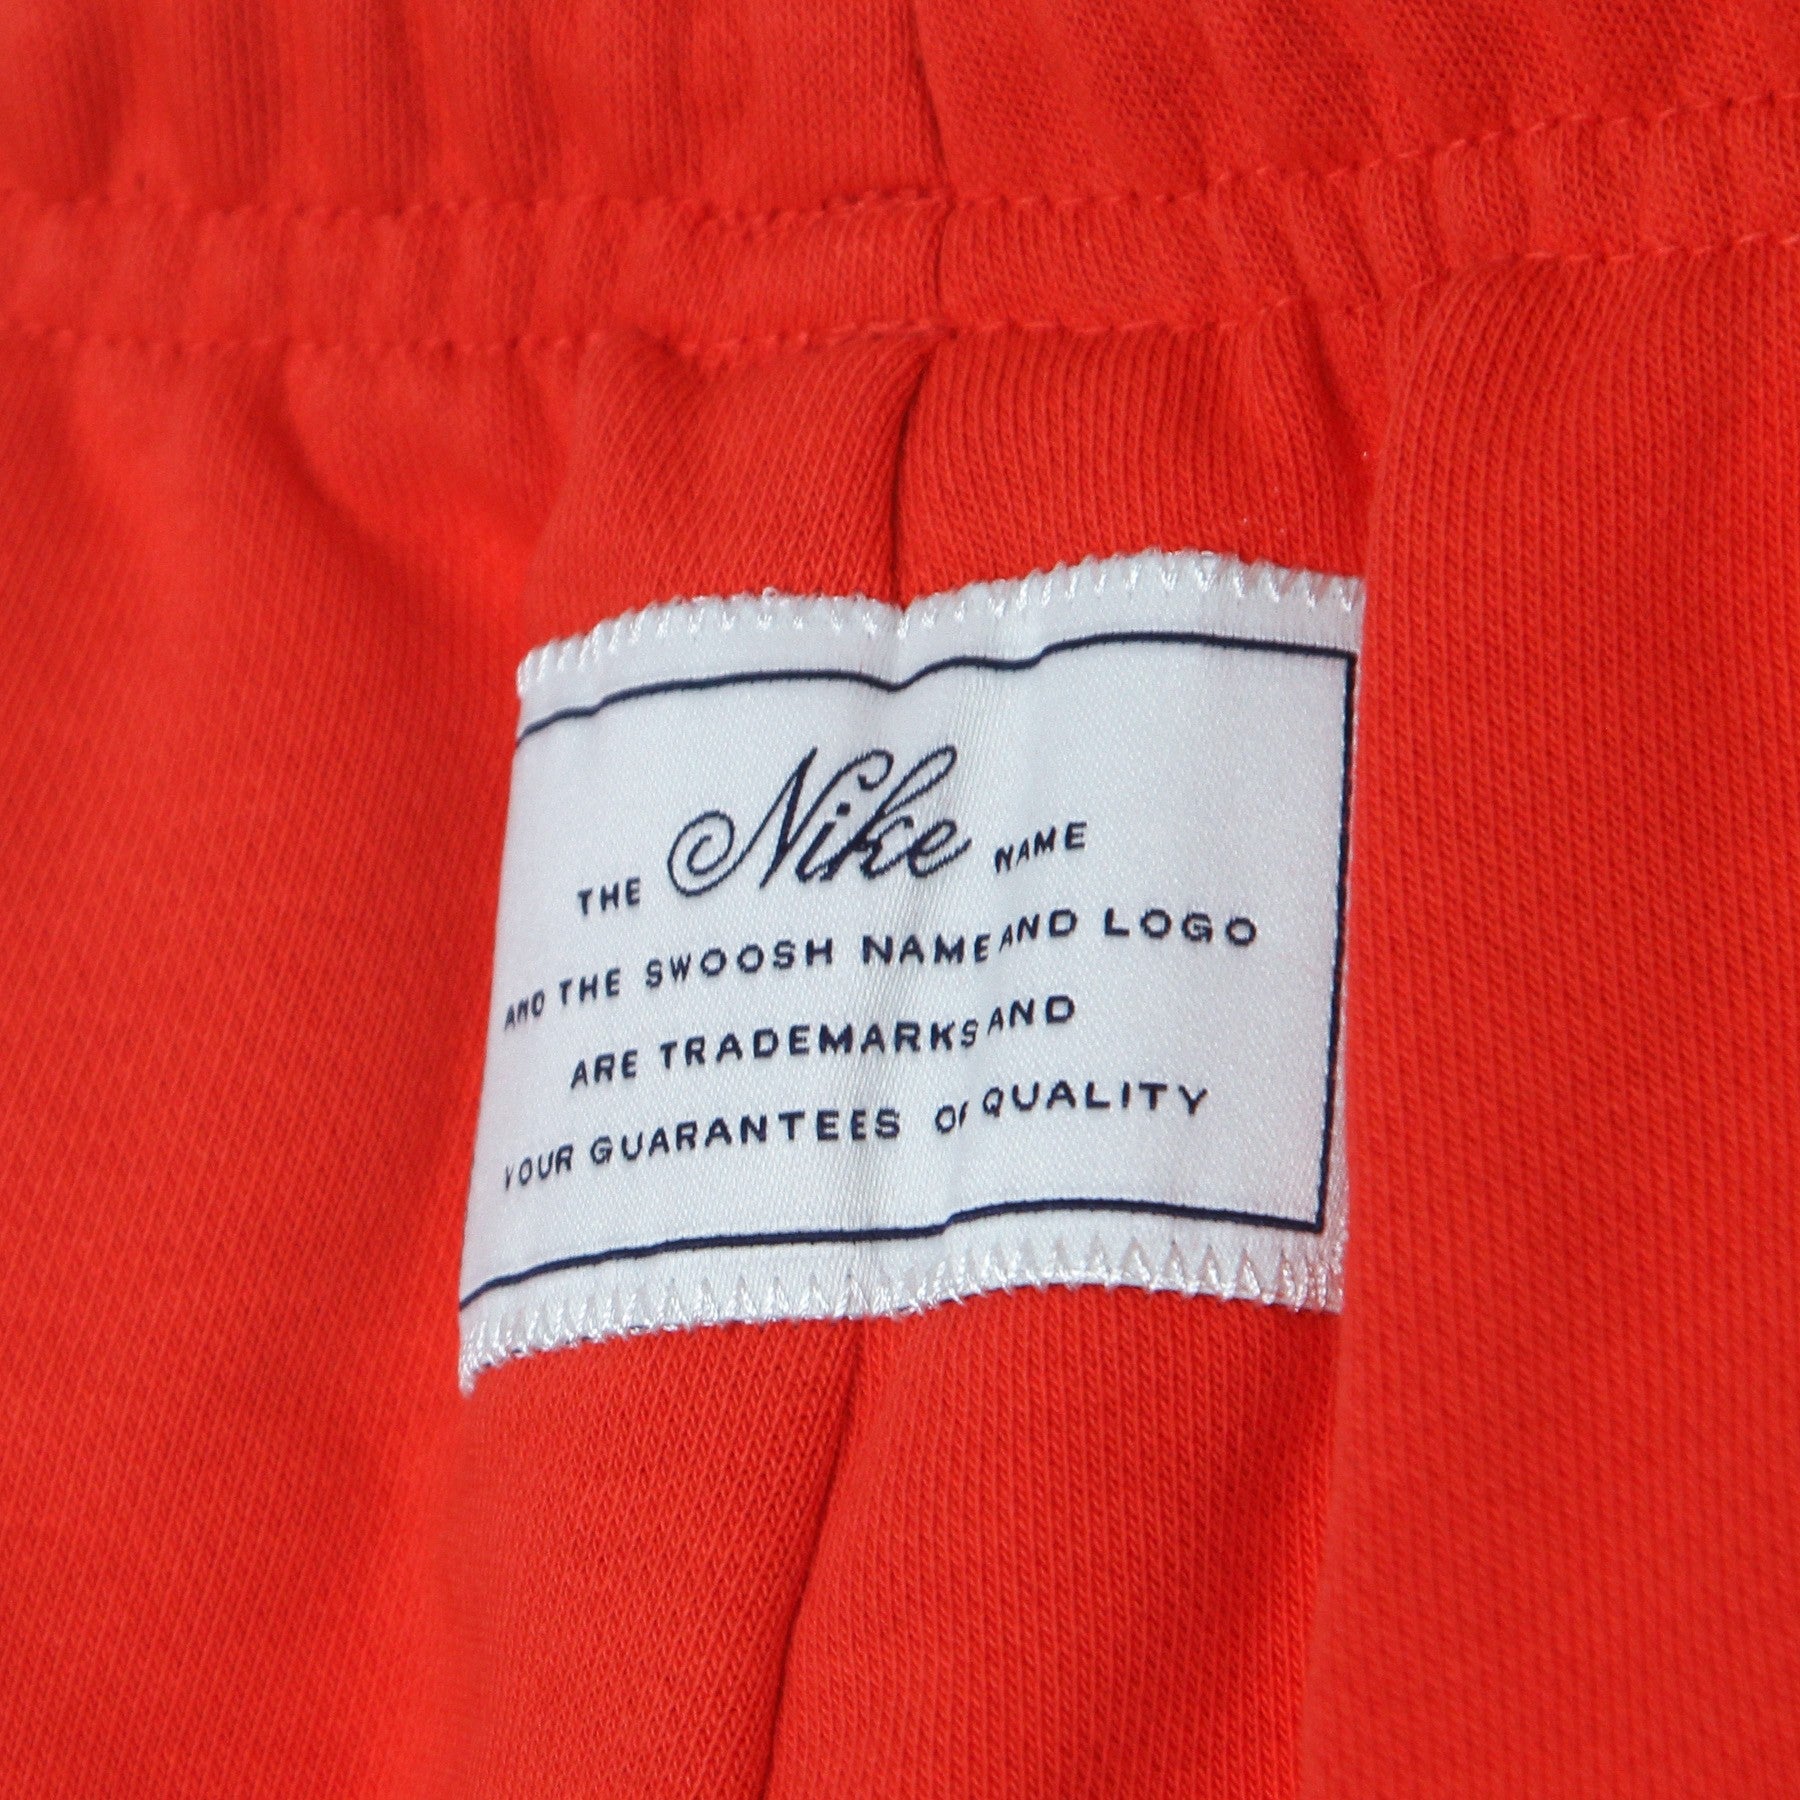 THE Nike NAME
AND THE SWOOSH NAME AND LOGO
ARE TRADEMARKS AND
YOUR GUARANTEES OF QUALITY